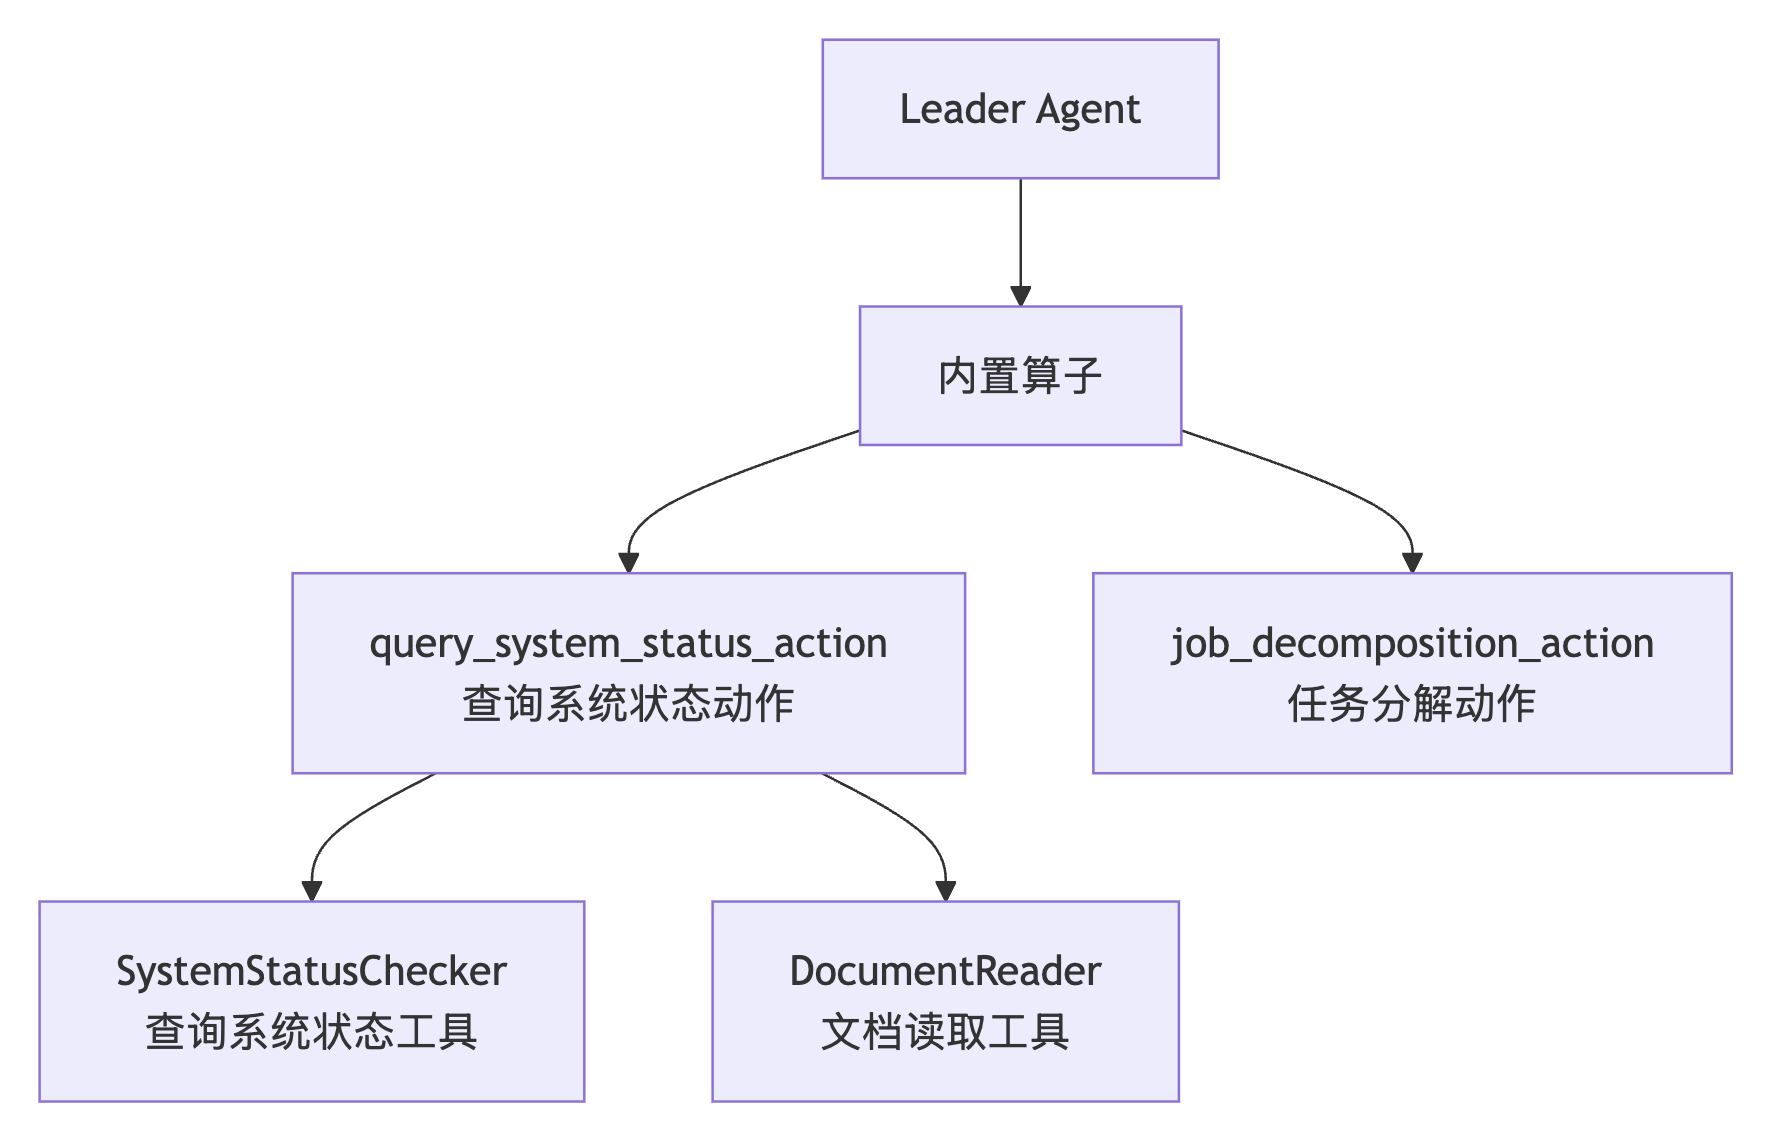 Leader Agent
内置算子
query_system_status_action
查询系统状态动作
job_decomposition_action
任务分解动作
SystemStatusChecker
查询系统状态工具
DocumentReader
文档读取工具